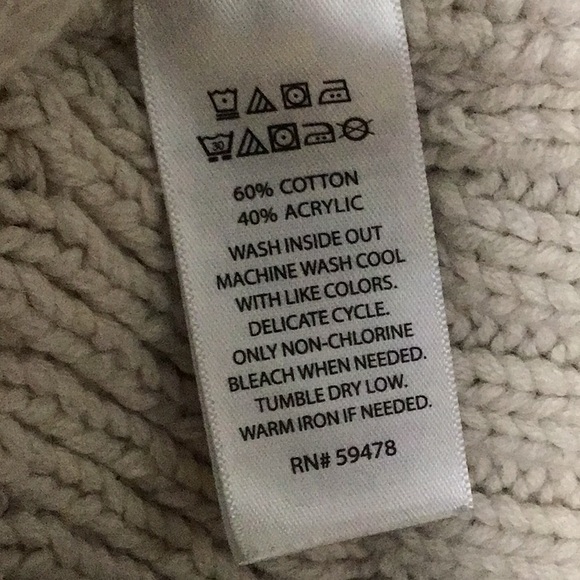 30
60% COTTON
40% ACRYLIC
WASH INSIDE OUT
MACHINE WASH COOL
WITH LIKE COLORS.
DELICATE CYCLE.
ONLY NON-CHLORINE
BLEACH WHEN NEEDED.
TUMBLE DRY LOW.
WARM IRON IF NEEDED.
RN# 59478